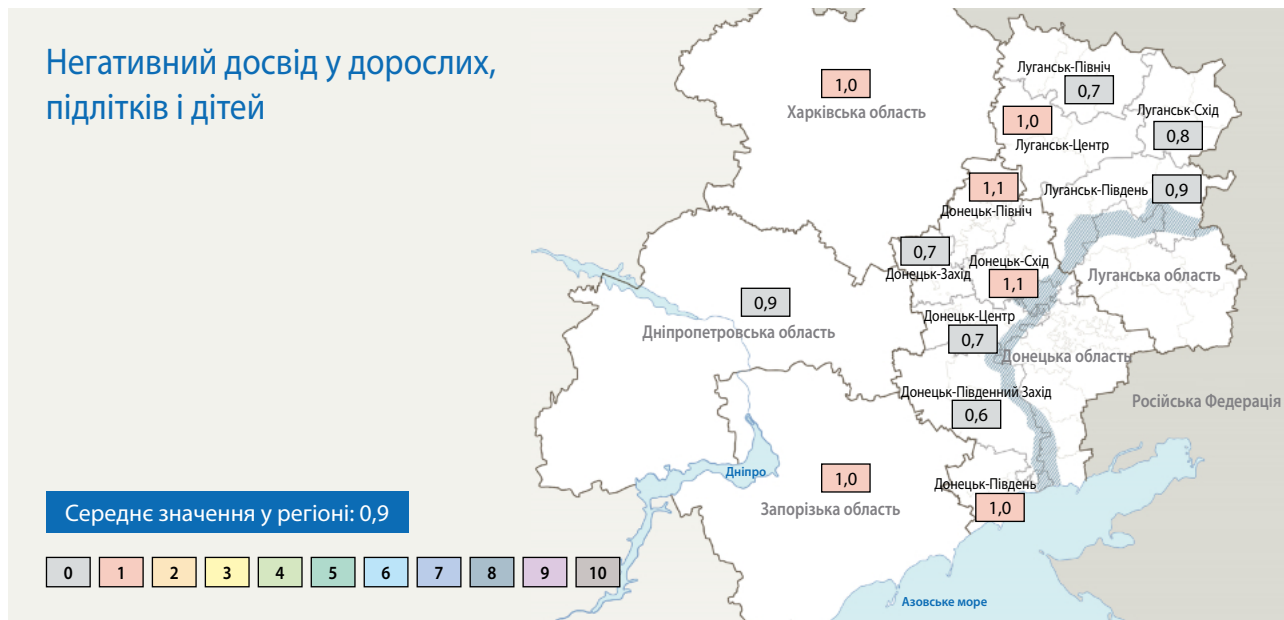 Негативний досвід у дорослих,
підлітків і дітей
1,0
Харківська область
Луганськ-Північ
0,7
Луганськ-Схід
0,8
1,0
Луганськ-Центр
1,1
Донецьк-Північ
Луганськ-Південь
0,9
0,7
Донецьк-Захід
Донецьк-Схід
1,1
Луганська область
0,9
Дніпропетровська область
Донецьк-Центр
0,7
Донецька область
Донецьк-Південний Захід
0,6
Російська Федерація
Дніпро
1,0
Запорізька область
Донецьк-Південь
1,0
Середнє значення у регіоні: 0,9
0 1 2 3 4 5 6 7 8 9 10
Азовське море